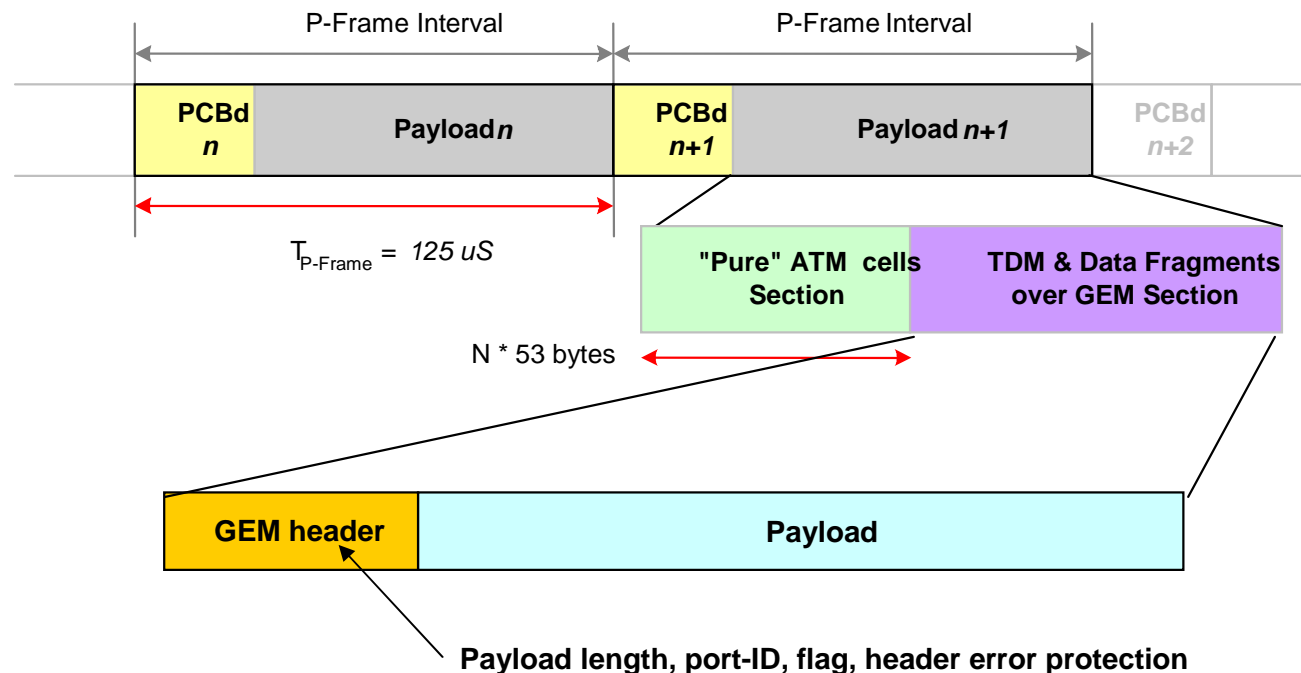 P-Frame Interval
P-Frame Interval
PCBd
n
Payload n
PCBd
n+1
Payload n+1
PCBd
n+2
T P-Frame = 125 uS
"Pure" ATM cells
Section
TDM & Data Fragments
over GEM Section
N * 53 bytes
GEM header
Payload
Payload length, port-ID, flag, header error protection